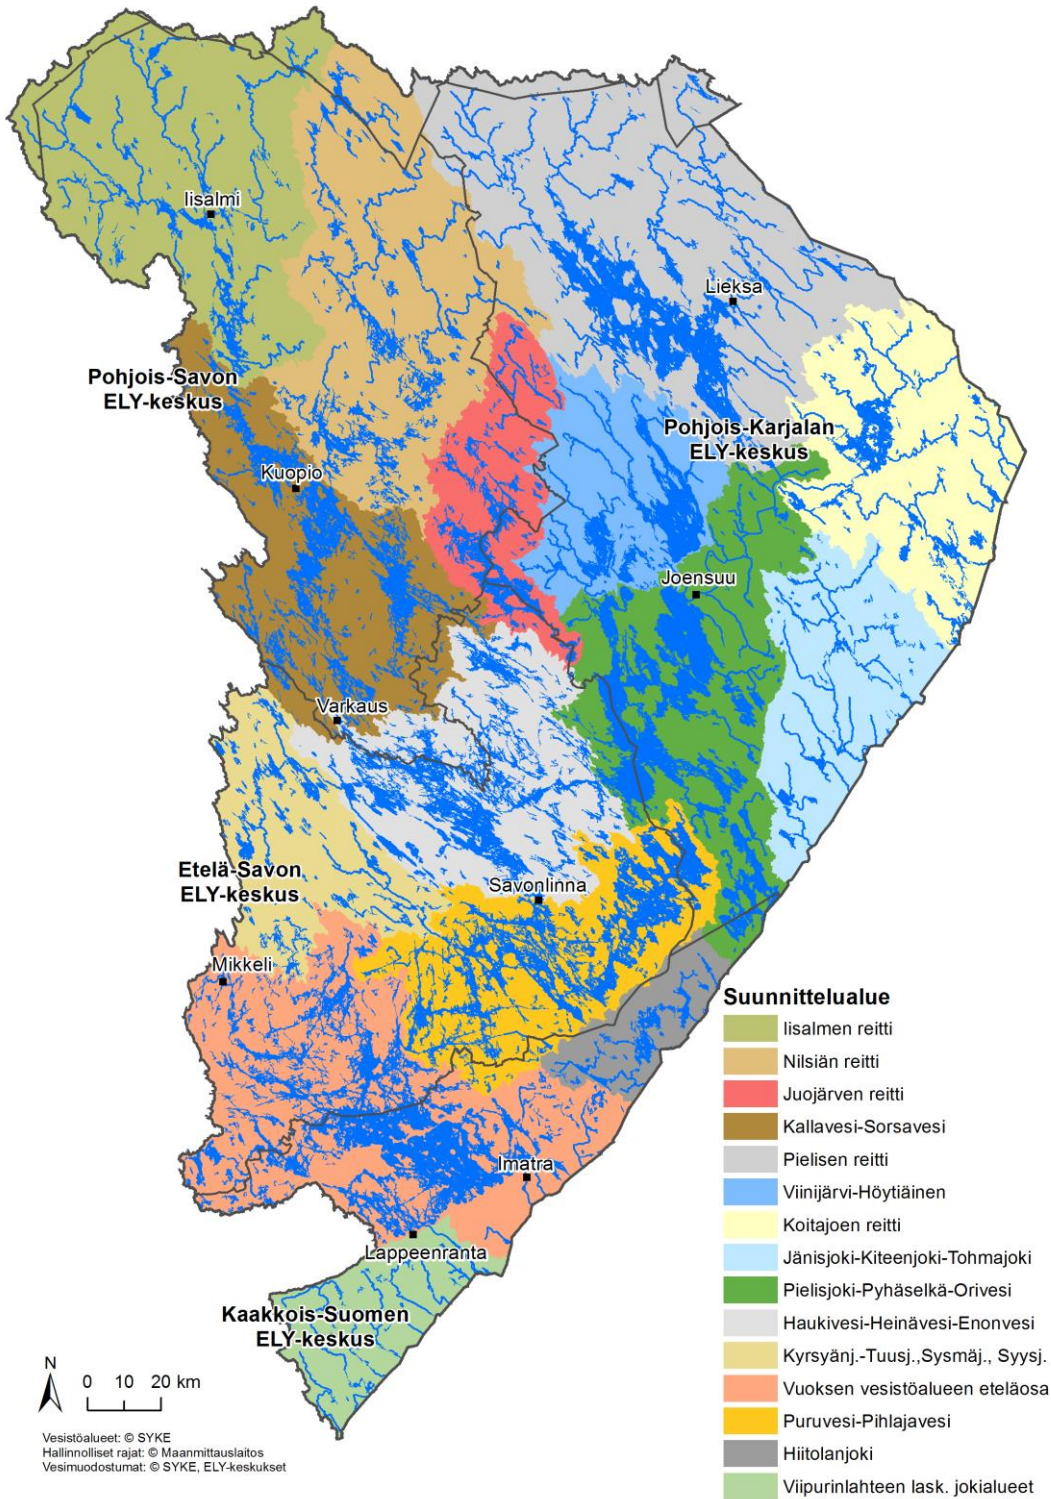 Iisalmi
Lieksa
Pohjois-Savon
ELY-keskus
Pohjois-Karjalan
ELY-keskus
Kuopio
Joensuu
Varkaus
Etelä-Savon
ELY-keskus
Savonlinna
Mikkeli
Imatra
Lappeenranta
Kaakkois-Suomen
ELY-keskus
Suunnittelualue
Iisalmen reitti
Nilsiän reitti
Juojärven reitti
Kallavesi-Sorsavesi
Pielisen reitti
Viinijärvi-Höytiäinen
Koitajoen reitti
Jänisjoki-Kiteenjoki-Tohmajoki
Pielisjoki-Pyhäselkä-Orivesi
Haukivesi-Heinävesi-Enonvesi
Kyrsyänj.-Tuusj.,Sysmäj., Syysj.
Vuoksen vesistöalueen eteläosa
Puruvesi-Pihlajavesi
Hiitolanjoki
Viipurinlahteen lask. jokialueet
N
0 10 20 km
Vesistöalueet: © SYKE
Hallinnolliset rajat: © Maanmittauslaitos
Vesimuodostumat: © SYKE, ELY-keskukset